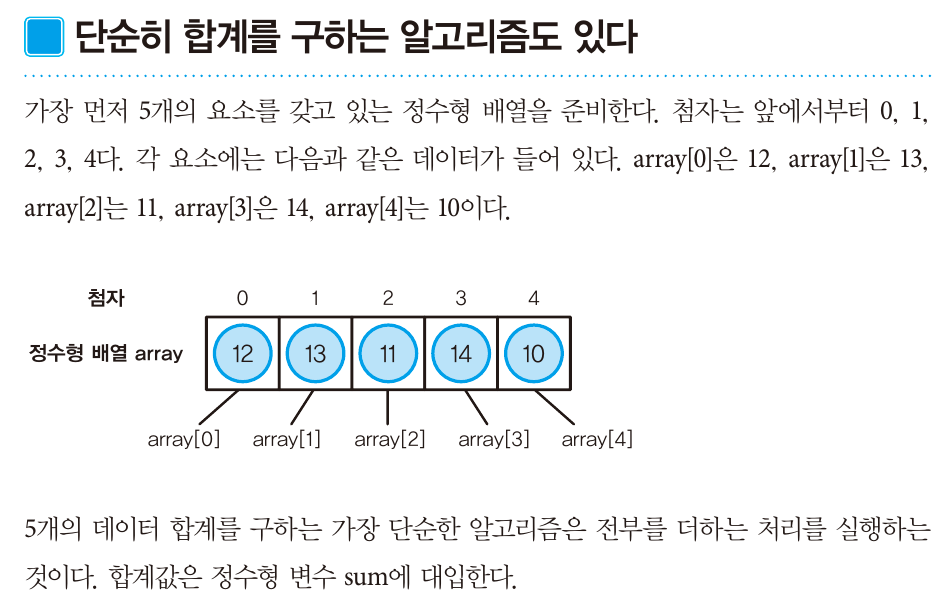 단순히 합계를 구하는 알고리즘도 있다
가장 먼저 5개의 요소를 갖고 있는 정수형 배열을 준비한다. 첨자는 앞에서부터 0, 1,
2, 3, 4다. 각 요소에는 다음과 같은 데이터가 들어 있다. array[0]은 12, array[1]은 13,
array[2]는 11, array[3]은 14, array[4]는 10이다.
첨자 0 1 2 3 4
정수형 배열 array 12 13 11 14 10
array[0] array[1] array[2] array[3] array[4]
5개의 데이터 합계를 구하는 가장 단순한 알고리즘은 전부를 더하는 처리를 실행하는
것이다. 합계값은 정수형 변수 sum에 대입한다.